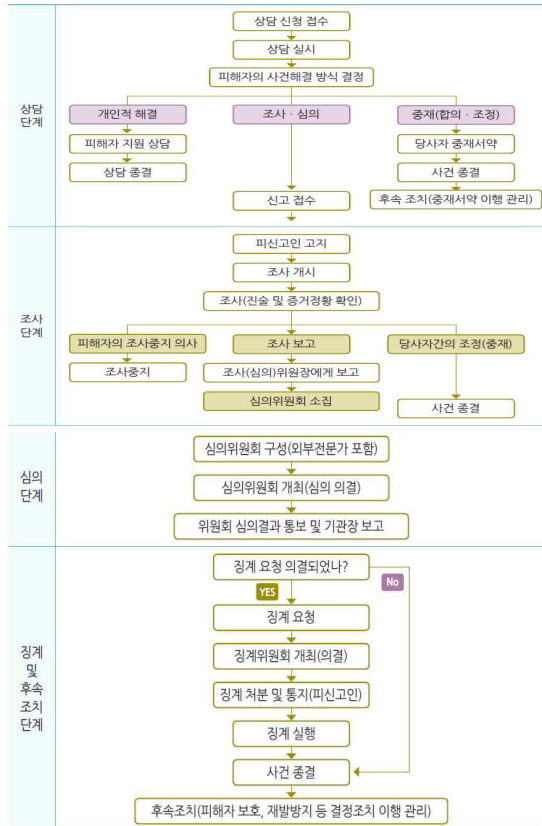 상담
단계
상담 신청 접수
상담 실시
피해자의 사건해결 방식 결정
개인적 해결
조사 · 심의
중재(합의 · 조정)
피해자 지원 상담
당사자 중재서약
상담 종결
사건 종결
신고 접수
후속 조치(중재서약 이행 관리)
조사
단계
피신고인 고지
조사 개시
조사(진술 및 증거정황 확인)
피해자의 조사중지 의사
조사 보고
당사자간의 조정(중재)
조사중지
조사(심의)위원장에게 보고
심의위원회 소집
사건 종결
심의
단계
심의위원회 구성(외부전문가 포함)
심의위원회 개최(심의 의결)
위원회 심의결과 통보 및 기관장 보고
징계
및
후속
조치
단계
징계 요청 의결되었나?
No
YES
징계 요청
징계위원회 개최(의결)
징계 처분 및 통지(피신고인)
징계 실행
사건 종결
후속조치(피해자 보호, 재발방지 등 결정조치 이행 관리)